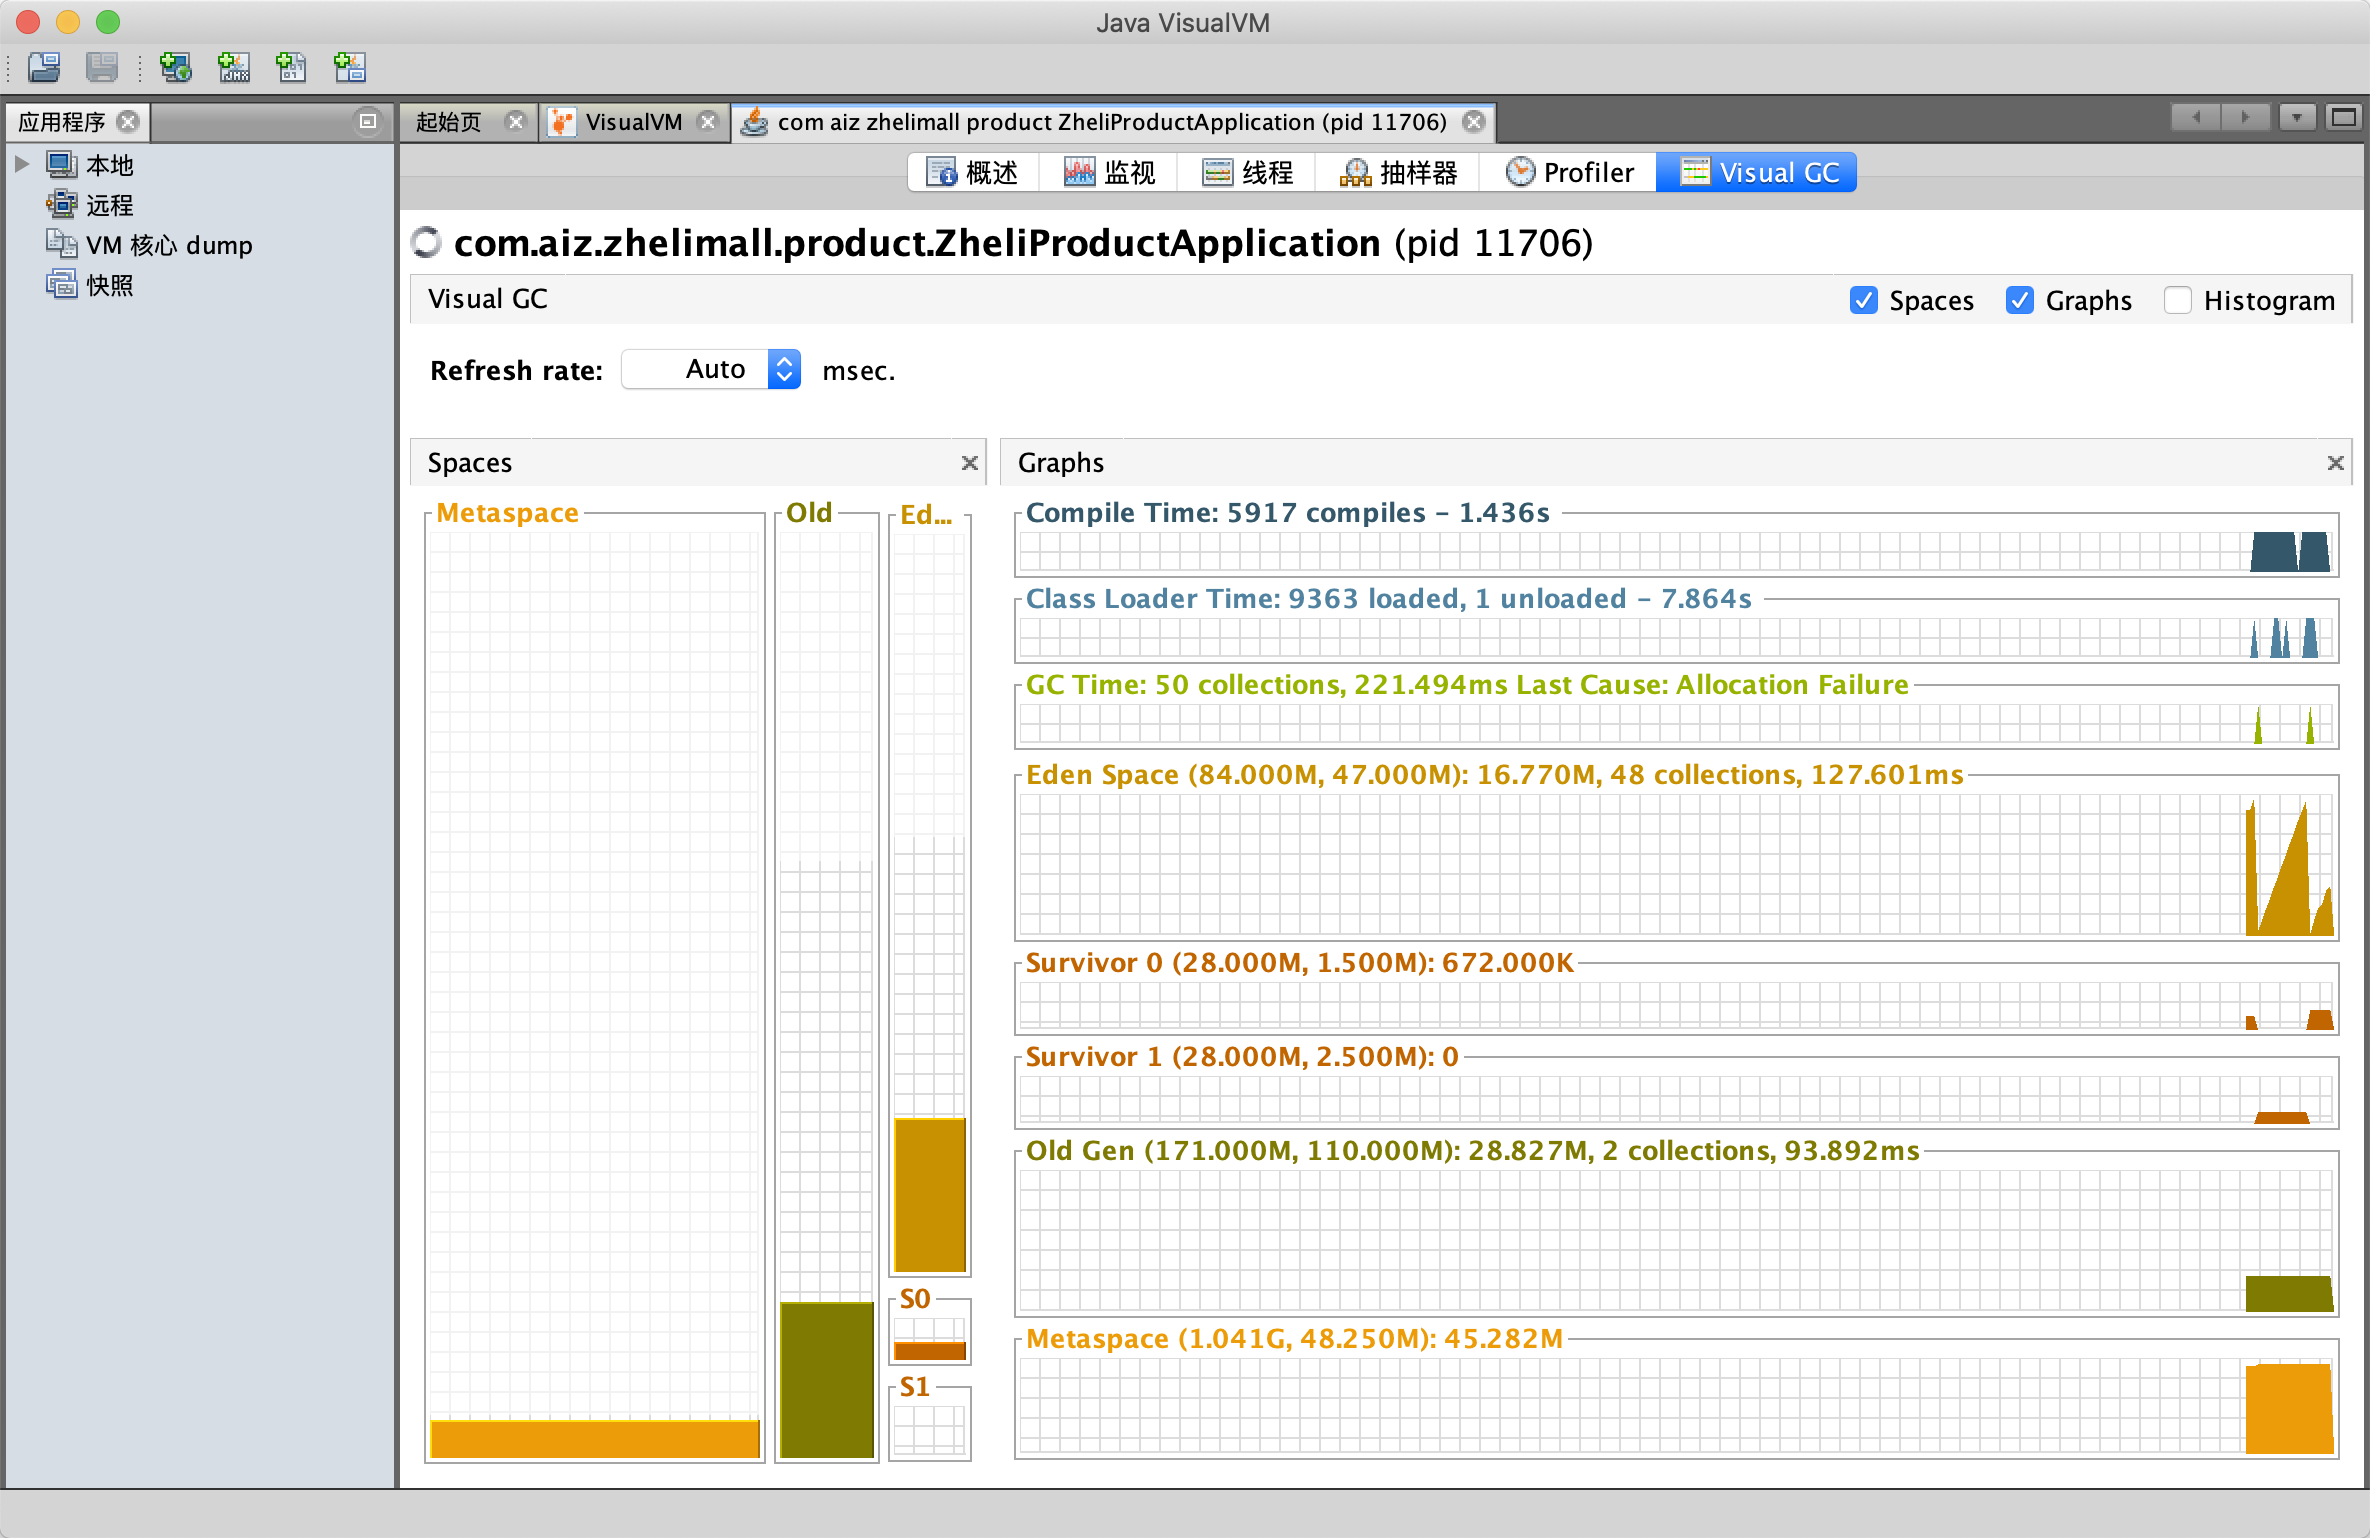 Java VisualVM
应用程序
起始页
VisualVM
com aiz zhelimall product ZheliProductApplication (pid 11706)
本地
远程
VM 核心 dump
快照
概述
监视
线程
抽样器
Profiler
Visual GC
com.aiz.zhelimall.product.ZheliProductApplication (pid 11706)
Visual GC
Spaces
Graphs
Histogram
Refresh rate:
Auto
msec.
Spaces
Metaspace
Old
Ed...
S0
S1
Graphs
Compile Time: 5917 compiles - 1.436s
Class Loader Time: 9363 loaded, 1 unloaded - 7.864s
GC Time: 50 collections, 221.494ms Last Cause: Allocation Failure
Eden Space (84.000M, 47.000M): 16.770M, 48 collections, 127.601ms
Survivor 0 (28.000M, 1.500M): 672.000K
Survivor 1 (28.000M, 2.500M): 0
Old Gen (171.000M, 110.000M): 28.827M, 2 collections, 93.892ms
Metaspace (1.041G, 48.250M): 45.282M